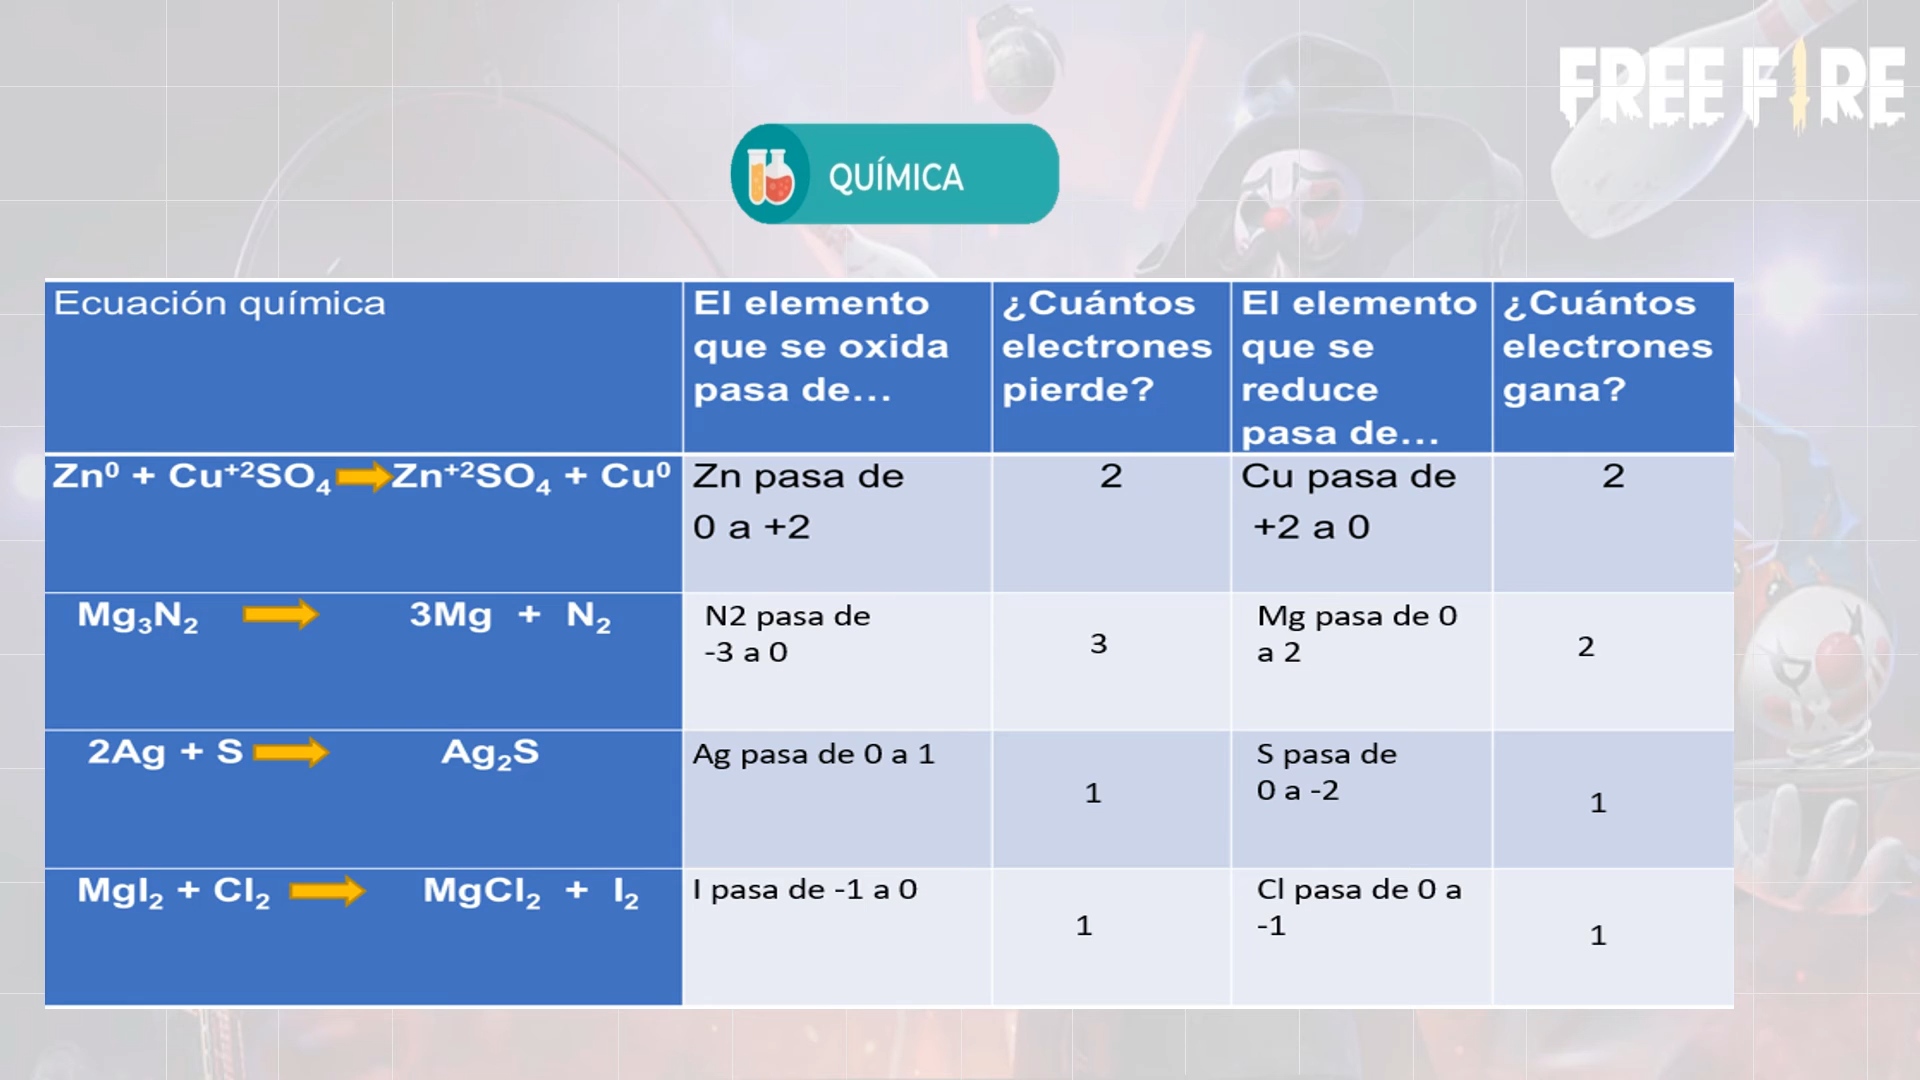 FREE FIRE
QUÍMICA
Ecuación química
El elemento
que se oxida
pasa de...
¿Cuántos
electrones
pierde?
El elemento
que se
reduce
pasa de...
¿Cuántos
electrones
gana?
Zn⁰ + Cu⁺²SO₄ Zn⁺²SO₄ + Cu⁰
Zn pasa de
0 a +2
2
Cu pasa de
+2 a 0
2
Mg₃N₂ 3Mg + N₂
N2 pasa de
-3 a 0
3
Mg pasa de 0
a 2
2
2Ag + S Ag₂S
Ag pasa de 0 a 1
1
S pasa de
0 a -2
1
MgI₂ + Cl₂ MgCl₂ + I₂
I pasa de -1 a 0
1
Cl pasa de 0 a
-1
1